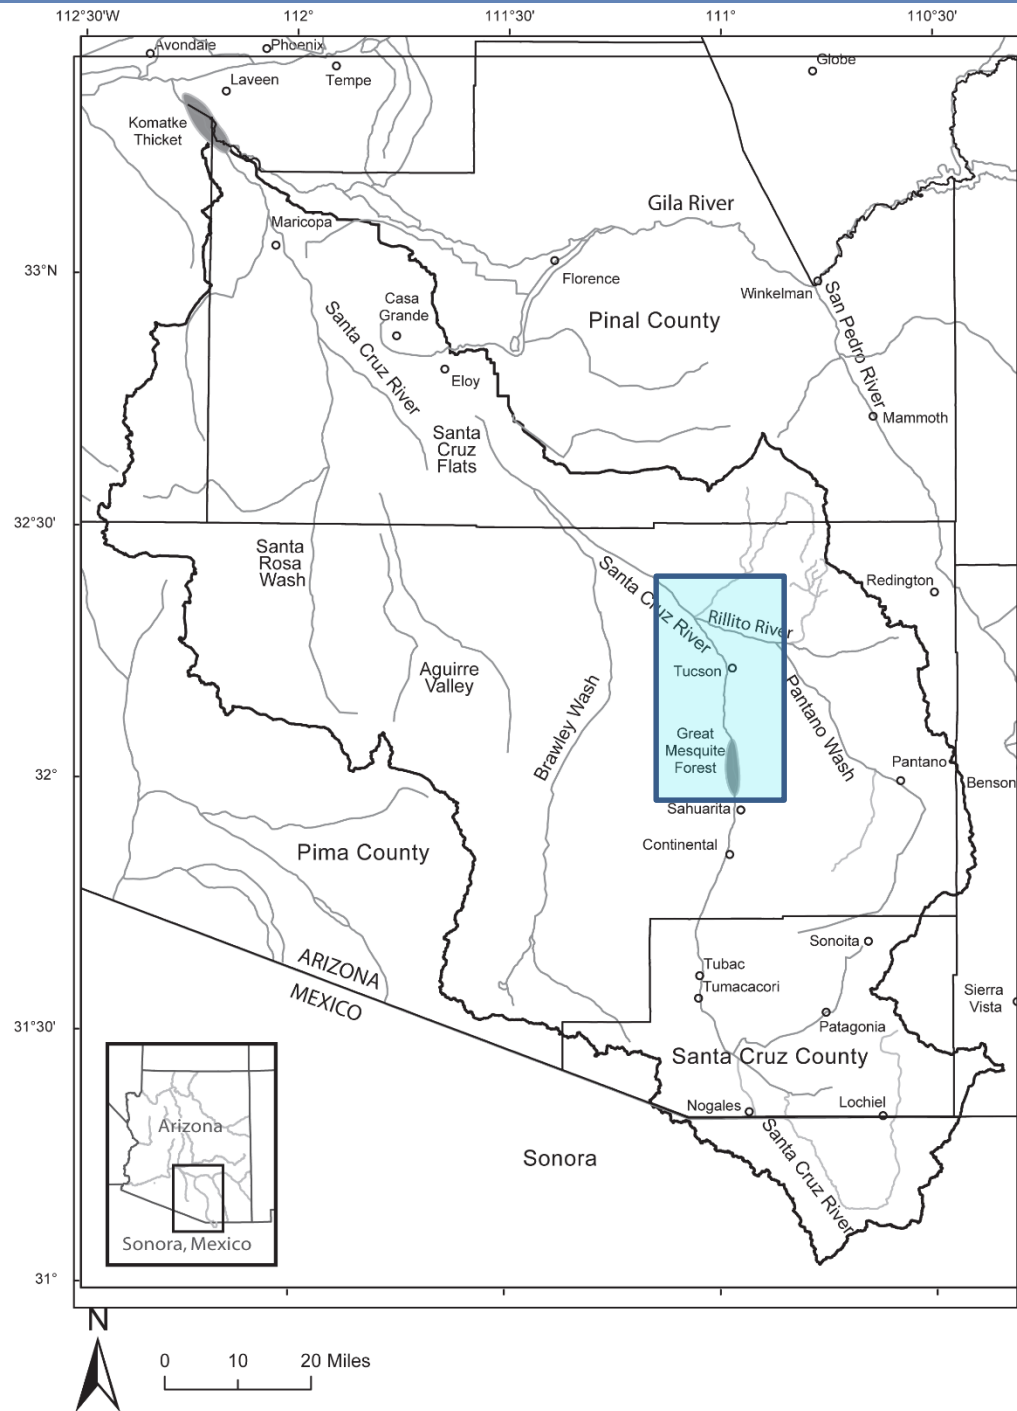 112°30'W
112°
111°30'
111°
110°30'
Avondale
Phoenix
Globe
Laveen
Tempe
Komatke
Thicket
Gila River
Maricopa
33°N
Florence
Winkelman
San Pedro River
Casa
Grande
Santa Cruz River
Pinal County
Eloy
Mammoth
Santa
Cruz
Flats
32°30'
Santa
Rosa
Wash
Santa Cruz River
Redington
Rillito River
Aguirre
Valley
Tucson
Pantano Wash
Brawley Wash
Great
Mesquite
Forest
32°
Pantano
Benson
Sahuarita
Continental
Pima County
Sonoita
ARIZONA
MEXICO
Tubac
Tumacacori
Sierra
Vista
31°30'
Patagonia
Santa Cruz County
Nogales
Lochiel
Arizona
Santa Cruz River
Sonora
Sonora, Mexico
31°
N
0 10 20 Miles